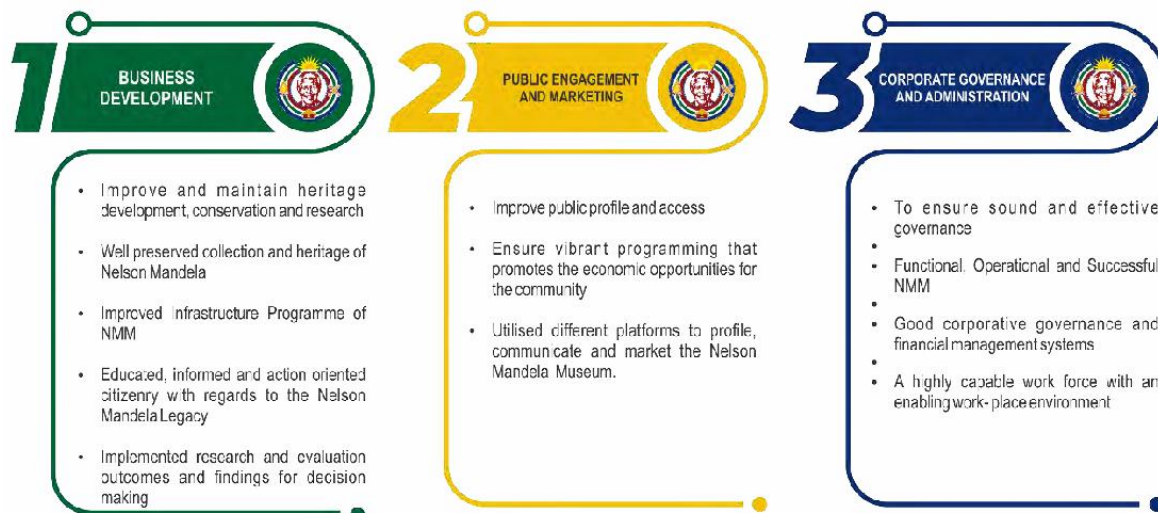 1
BUSINESS
DEVELOPMENT
• Improve and maintain heritage
development, conservation and research
• Well preserved collection and heritage of
Nelson Mandela
• Improved Infrastructure Programme of
NMM
• Educated, informed and action oriented
citizenry with regards to the Nelson
Mandela Legacy
• Implemented research and evaluation
outcomes and findings for decision
making
2
PUBLIC ENGAGEMENT
AND MARKETING
• Improve public profile and access
• Ensure vibrant programming that
promotes the economic opportunities for
the community
• Utilised different platforms to profile,
communicate and market the Nelson
Mandela Museum.
3
CORPORATE GOVERNANCE
AND ADMINISTRATION
• To ensure sound and effective
governance
•
• Functional, Operational and Successful
NMM
•
• Good corporative governance and
financial management systems
•
• A highly capable work force with an
enabling work- place environment